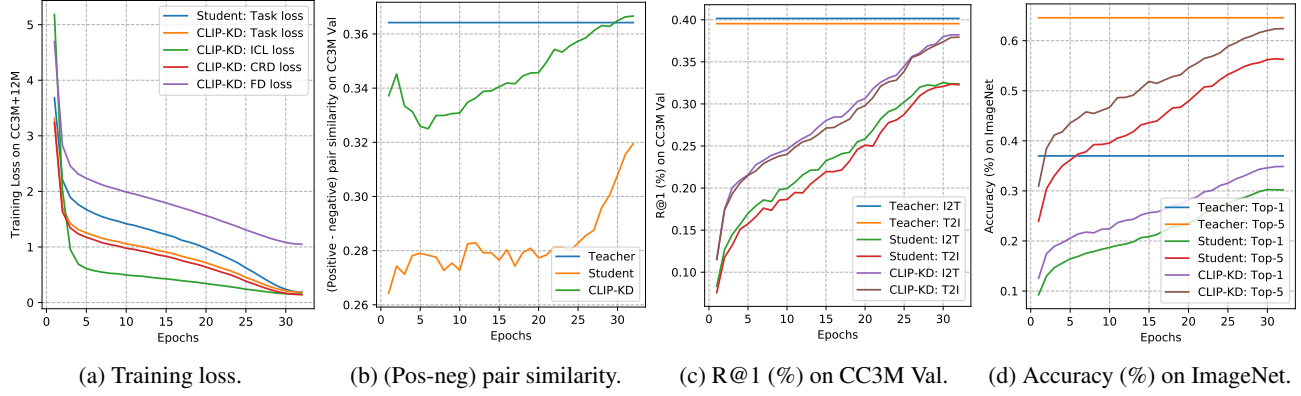 Training Loss on CC3M+12M
5
4
3
2
1
0
Student: Task loss
CLIP-KD: Task loss
CLIP-KD: ICL loss
CLIP-KD: CRD loss
CLIP-KD: FD loss
0 5 10 15 20 25 30
Epochs
(a) Training loss.
(Positive - negative) pair similarity on CC3M Val
0.36
0.34
0.32
0.30
0.28
0.26
Teacher
Student
CLIP-KD
0 5 10 15 20 25 30
Epochs
(b) (Pos-neg) pair similarity.
R@1 (%) on CC3M Val
0.40
0.35
0.30
0.25
0.20
0.15
0.10
Teacher: I2T
Teacher: T2I
Student: I2T
Student: T2I
CLIP-KD: I2T
CLIP-KD: T2I
0 5 10 15 20 25 30
Epochs
(c) R@1 (%) on CC3M Val.
Accuracy (%) on ImageNet
0.6
0.5
0.4
0.3
0.2
0.1
Teacher: Top-1
Teacher: Top-5
Student: Top-1
Student: Top-5
CLIP-KD: Top-1
CLIP-KD: Top-5
0 5 10 15 20 25 30
Epochs
(d) Accuracy (%) on ImageNet.